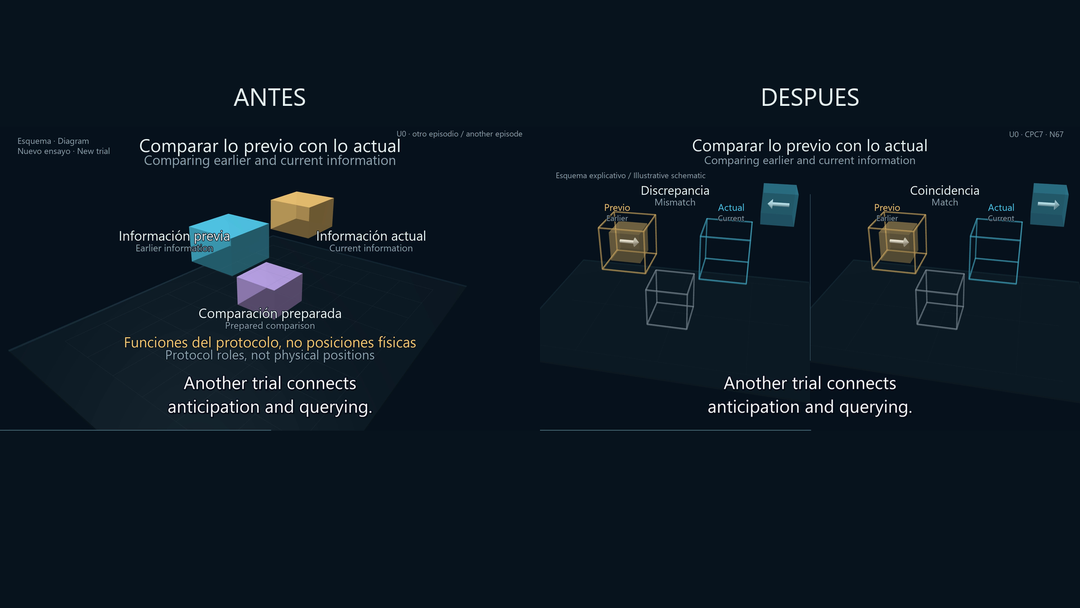 ANTES
U0 · otro episodio / another episode
Esquema · Diagram
Nuevo ensayo · New trial
Comparar lo previo con lo actual
Comparing earlier and current information
Información previa
Earlier information
Información actual
Current information
Comparación preparada
Prepared comparison
Funciones del protocolo, no posiciones físicas
Protocol roles, not physical positions
Another trial connects
anticipation and querying.
DESPUES
U0 · CPC7 · N67
Comparar lo previo con lo actual
Comparing earlier and current information
Esquema explicativo / Illustrative schematic
Discrepancia
Mismatch
Previo
Earlier
Actual
Current
Coincidencia
Match
Previo
Earlier
Actual
Current
Another trial connects
anticipation and querying.